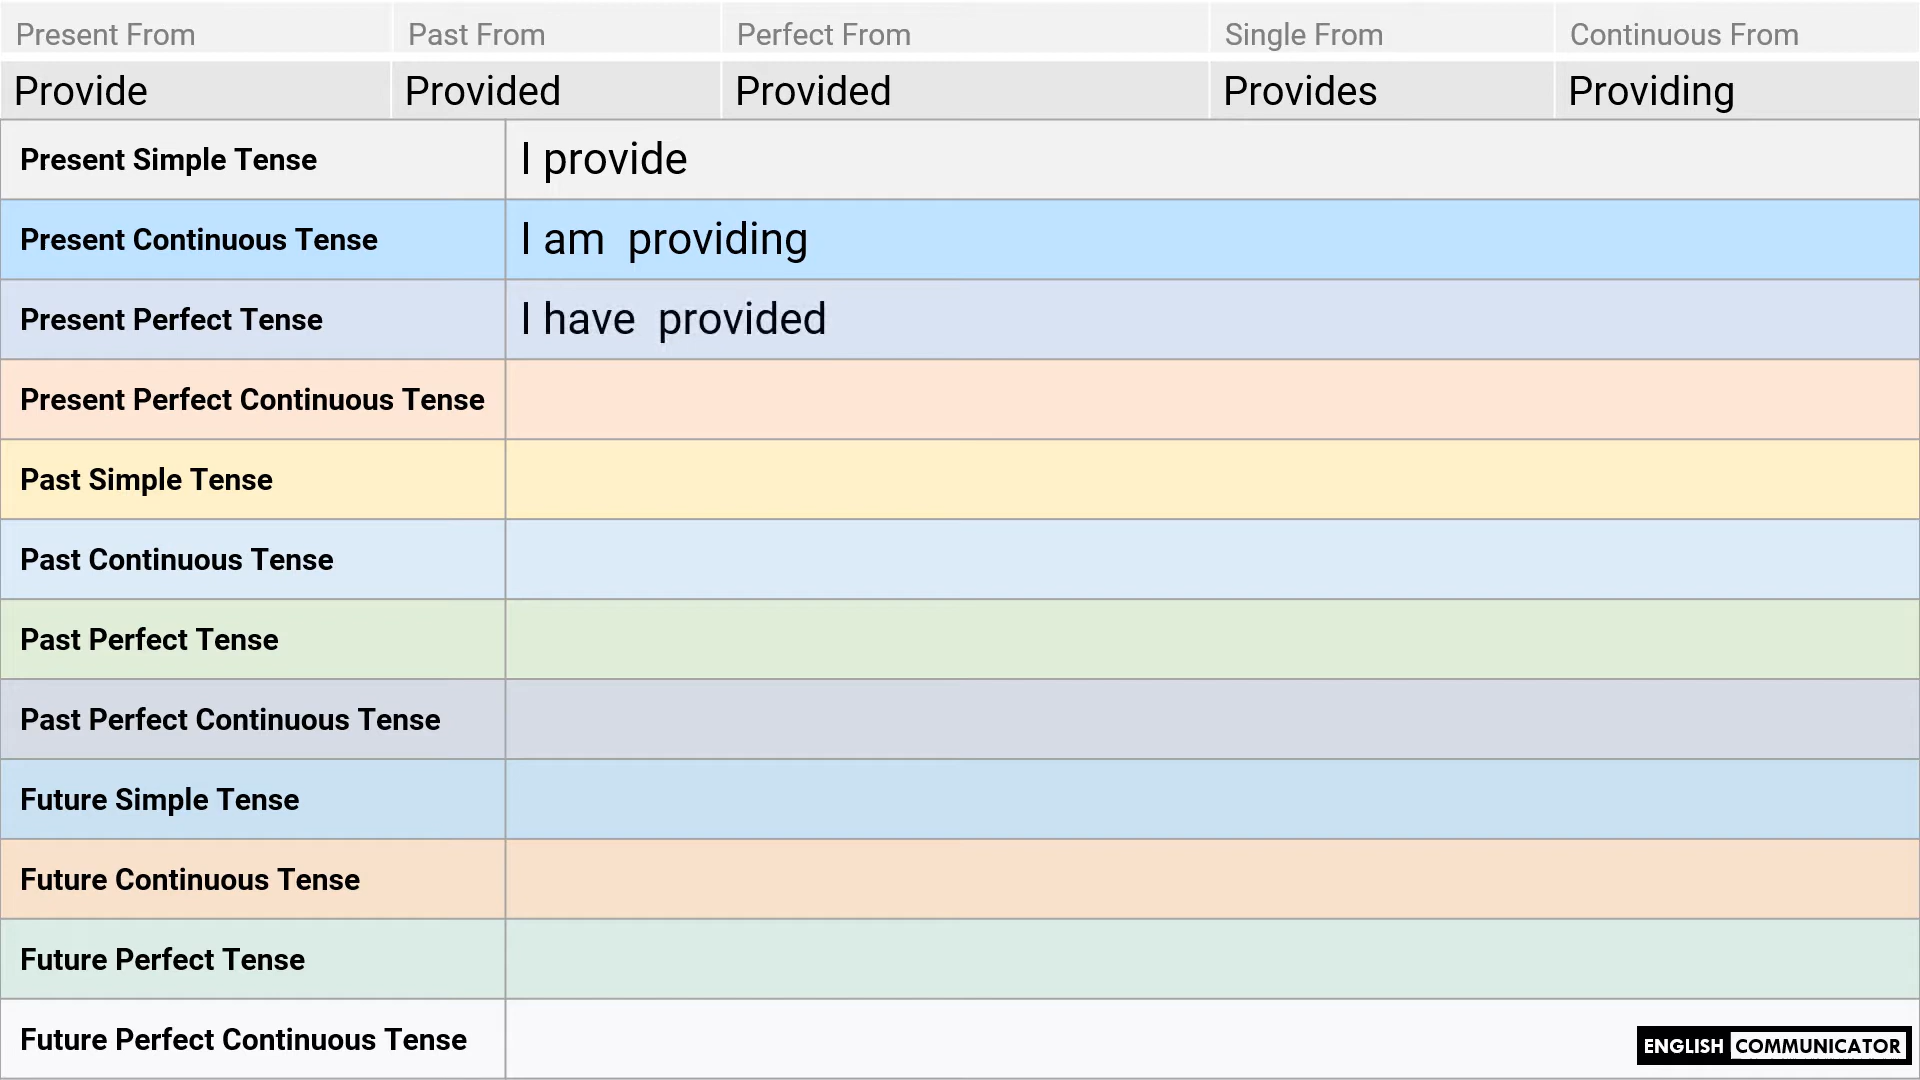 Present From Past From Perfect From Single From Continuous From
Provide Provided Provided Provides Providing
Present Simple Tense I provide
Present Continuous Tense I am  providing
Present Perfect Tense I have  provided
Present Perfect Continuous Tense
Past Simple Tense
Past Continuous Tense
Past Perfect Tense
Past Perfect Continuous Tense
Future Simple Tense
Future Continuous Tense
Future Perfect Tense
Future Perfect Continuous Tense
ENGLISH COMMUNICATOR